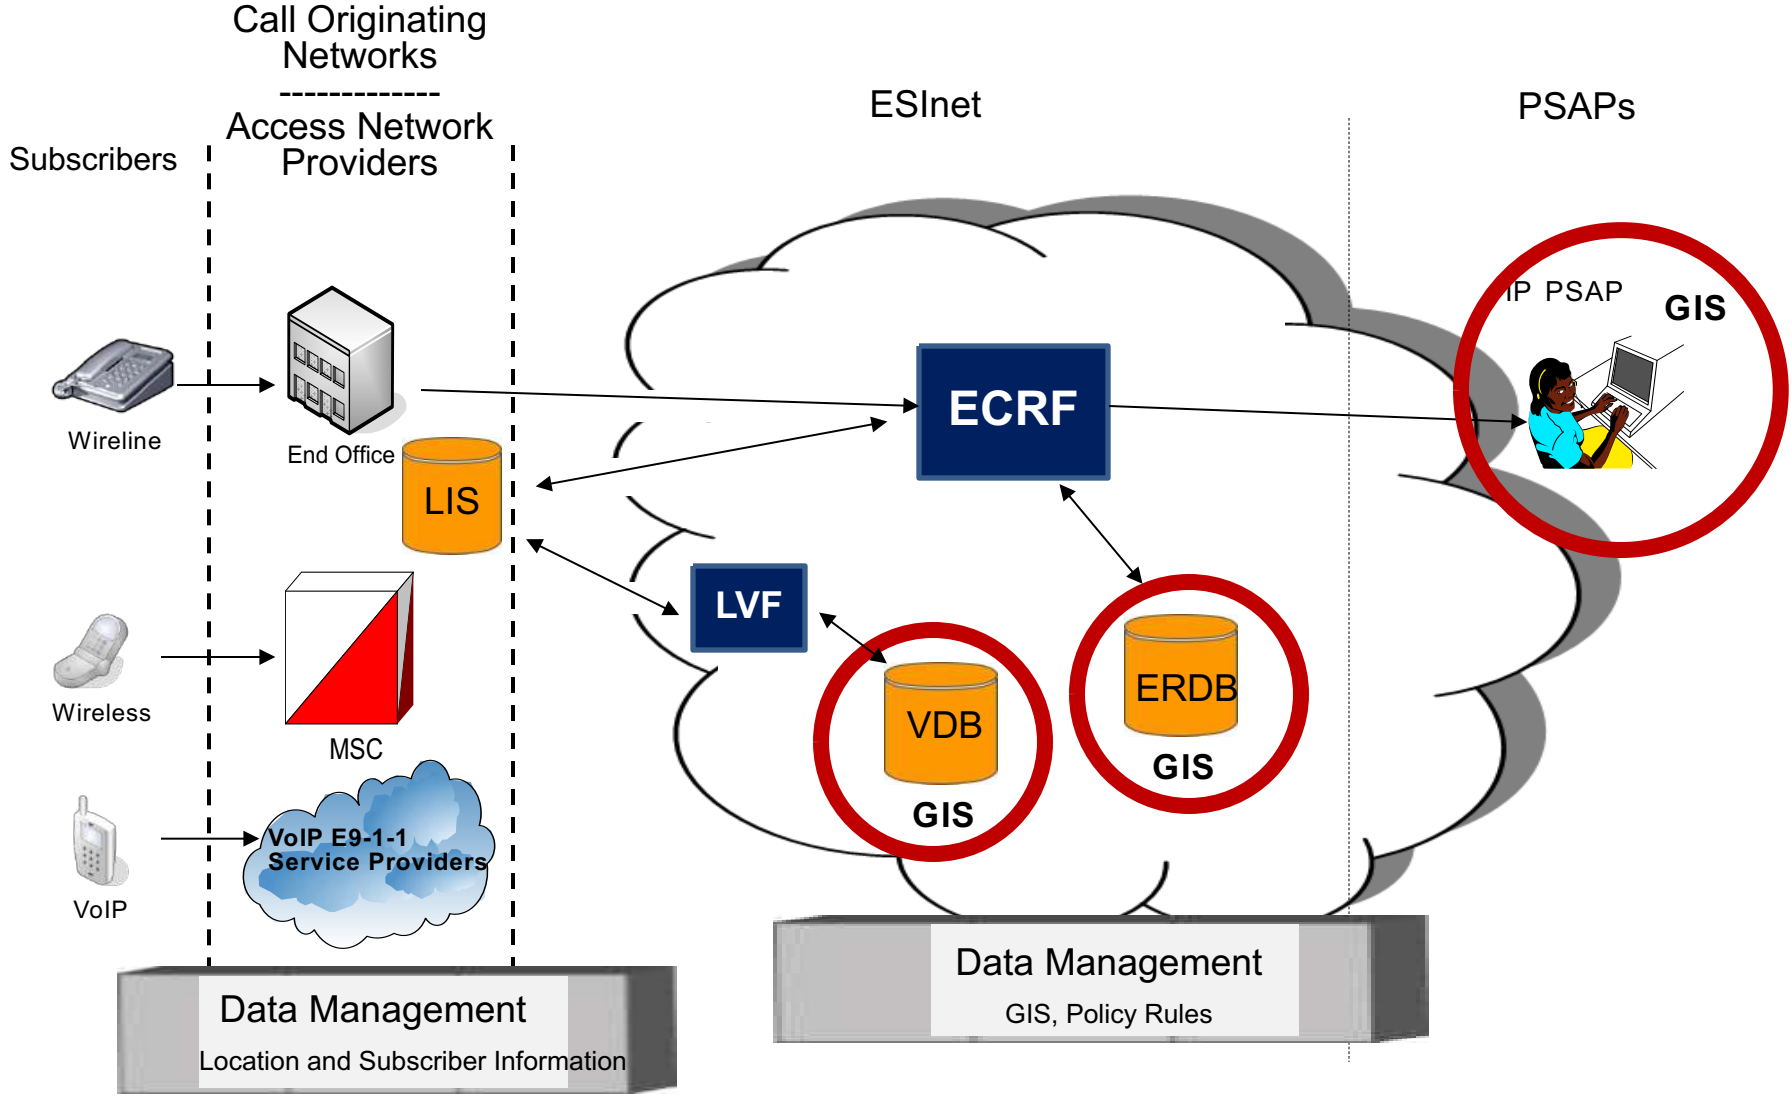 Call Originating
Networks
-------------
Access Network
Providers
Subscribers
ESInet
PSAPs
IP PSAP
GIS
Wireline
End Office
LIS
ECRF
LVF
VDB
GIS
ERDB
GIS
Wireless
MSC
VoIP E9-1-1
Service Providers
VoIP
Data Management
Location and Subscriber Information
Data Management
GIS, Policy Rules